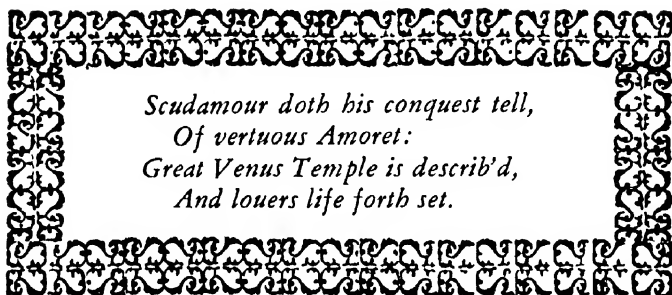 Scudamour doth his conquest tell,
Of vertuous Amoret:
Great Venus Temple is describ'd,
And louers life forth set.